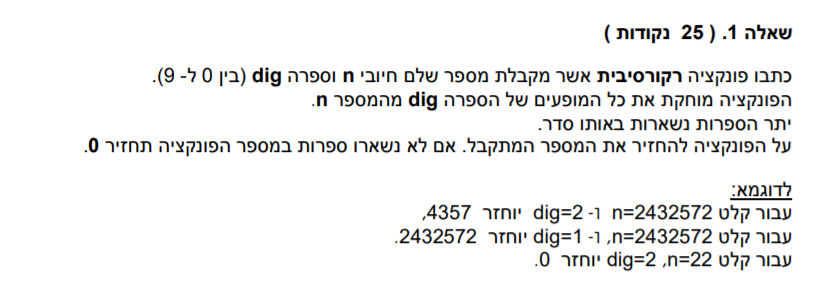 שאלה 1. ( 25 נקודות )
כתבו פונקציה רקורסיבית אשר מקבלת מספר שלם חיובי n וספרה dig (בין 0 ל- 9).
הפונקציה מוחקת את כל המופעים של הספרה dig מהמספר n.
יתר הספרות נשארות באותו סדר.
על הפונקציה להחזיר את המספר המתקבל. אם לא נשארו ספרות במספר הפונקציה תחזיר 0.
לדוגמא:
עבור קלט n=2432572 ו- dig=2 יוחזר 4357,
עבור קלט n=2432572, ו- dig=1 יוחזר 2432572.
עבור קלט n=22, dig=2 יוחזר 0.